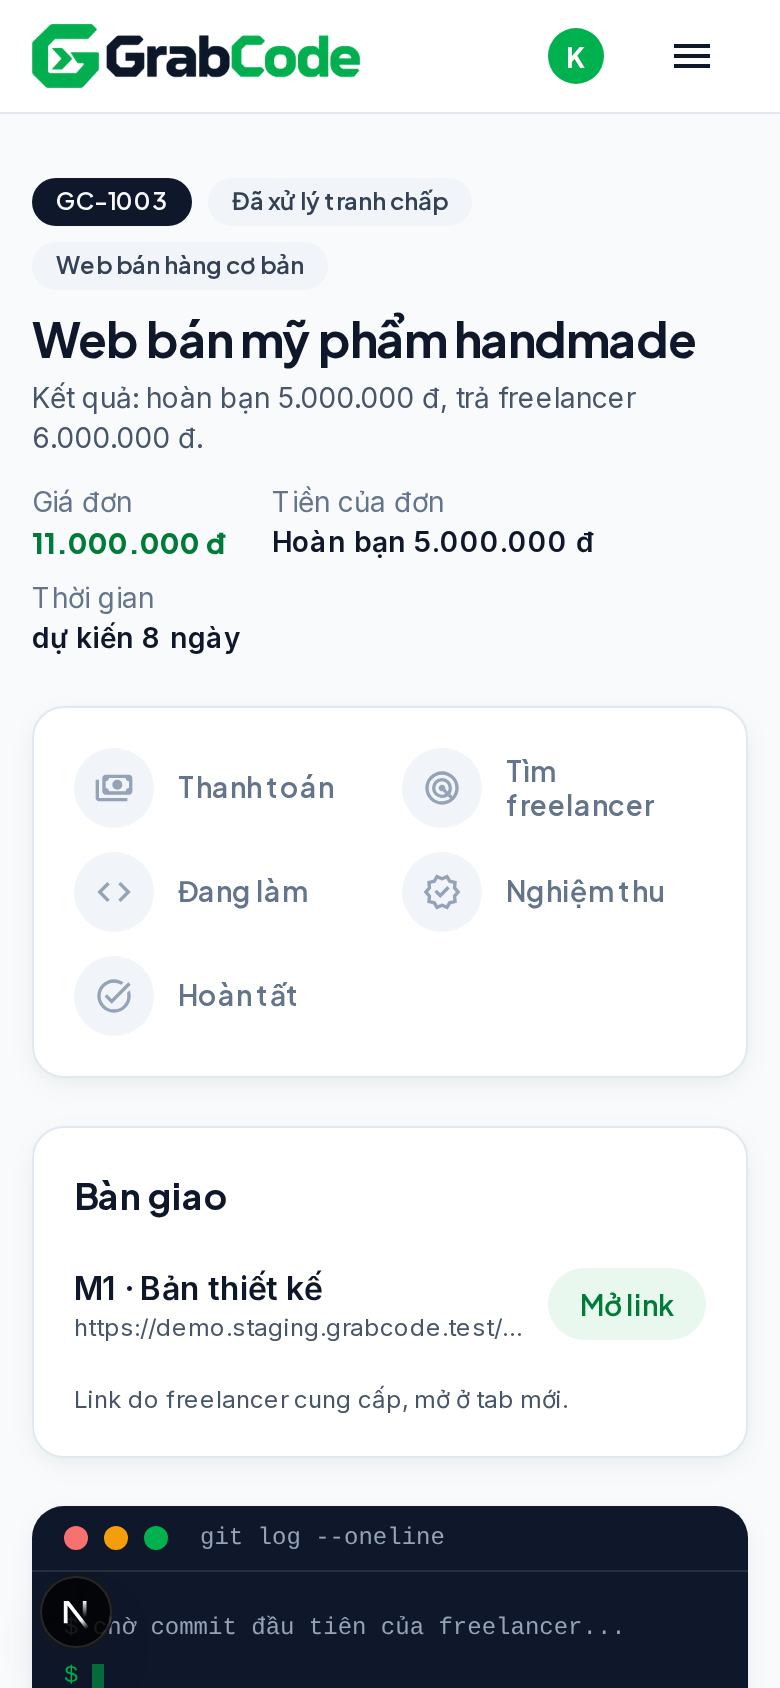 GrabCode
K
GC-1003
Đã xử lý tranh chấp
Web bán hàng cơ bản
Web bán mỹ phẩm handmade
Kết quả: hoàn bạn 5.000.000 đ, trả freelancer
6.000.000 đ.
Giá đơn
Tiền của đơn
11.000.000 đ
Hoàn bạn 5.000.000 đ
Thời gian
dự kiến 8 ngày
Thanh toán
Tìm
freelancer
Đang làm
Nghiệm thu
Hoàn tất
Bàn giao
M1 · Bản thiết kế
https://demo.staging.grabcode.test/...
Mở link
Link do freelancer cung cấp, mở ở tab mới.
git log --oneline
N
$ chờ commit đầu tiên của freelancer...
$